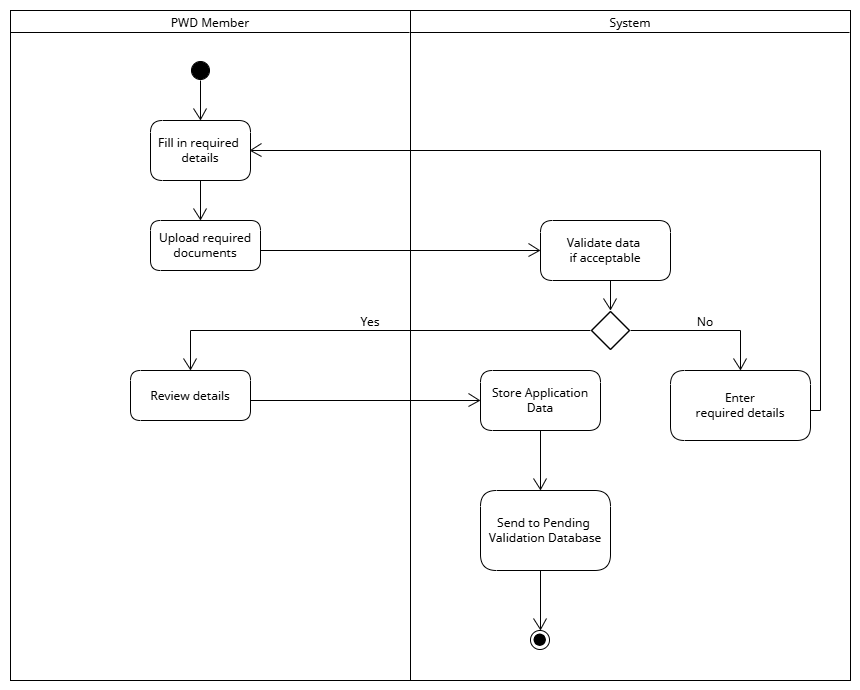 PWD Member
System
Fill in required
details
Upload required
documents
Validate data
if acceptable
Yes
No
Review details
Store Application
Data
Enter
required details
Send to Pending
Validation Database